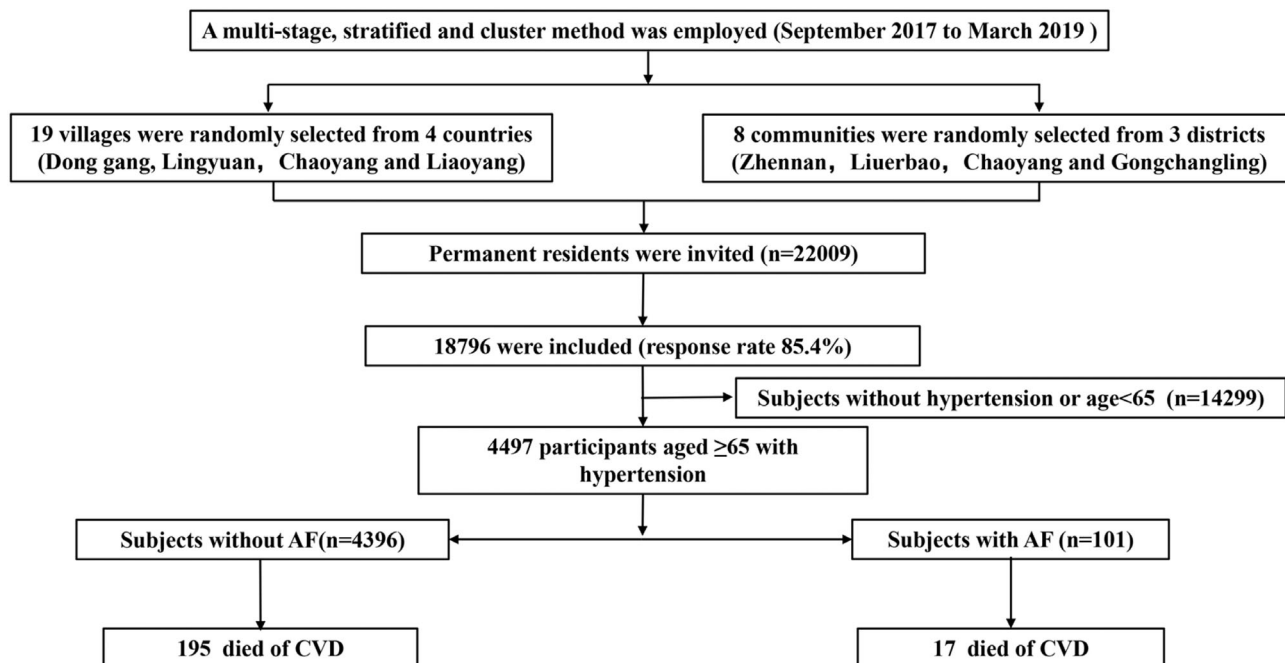 A multi-stage, stratified and cluster method was employed (September 2017 to March 2019 )
19 villages were randomly selected from 4 countries
(Dong gang, Lingyuan， Chaoyang and Liaoyang)
8 communities were randomly selected from 3 districts
(Zhennan， Liuerbao， Chaoyang and Gongchangling)
Permanent residents were invited (n=22009)
18796 were included (response rate 85.4%)
Subjects without hypertension or age<65 (n=14299)
4497 participants aged ≥65 with
hypertension
Subjects without AF(n=4396)
Subjects with AF (n=101)
195 died of CVD
17 died of CVD